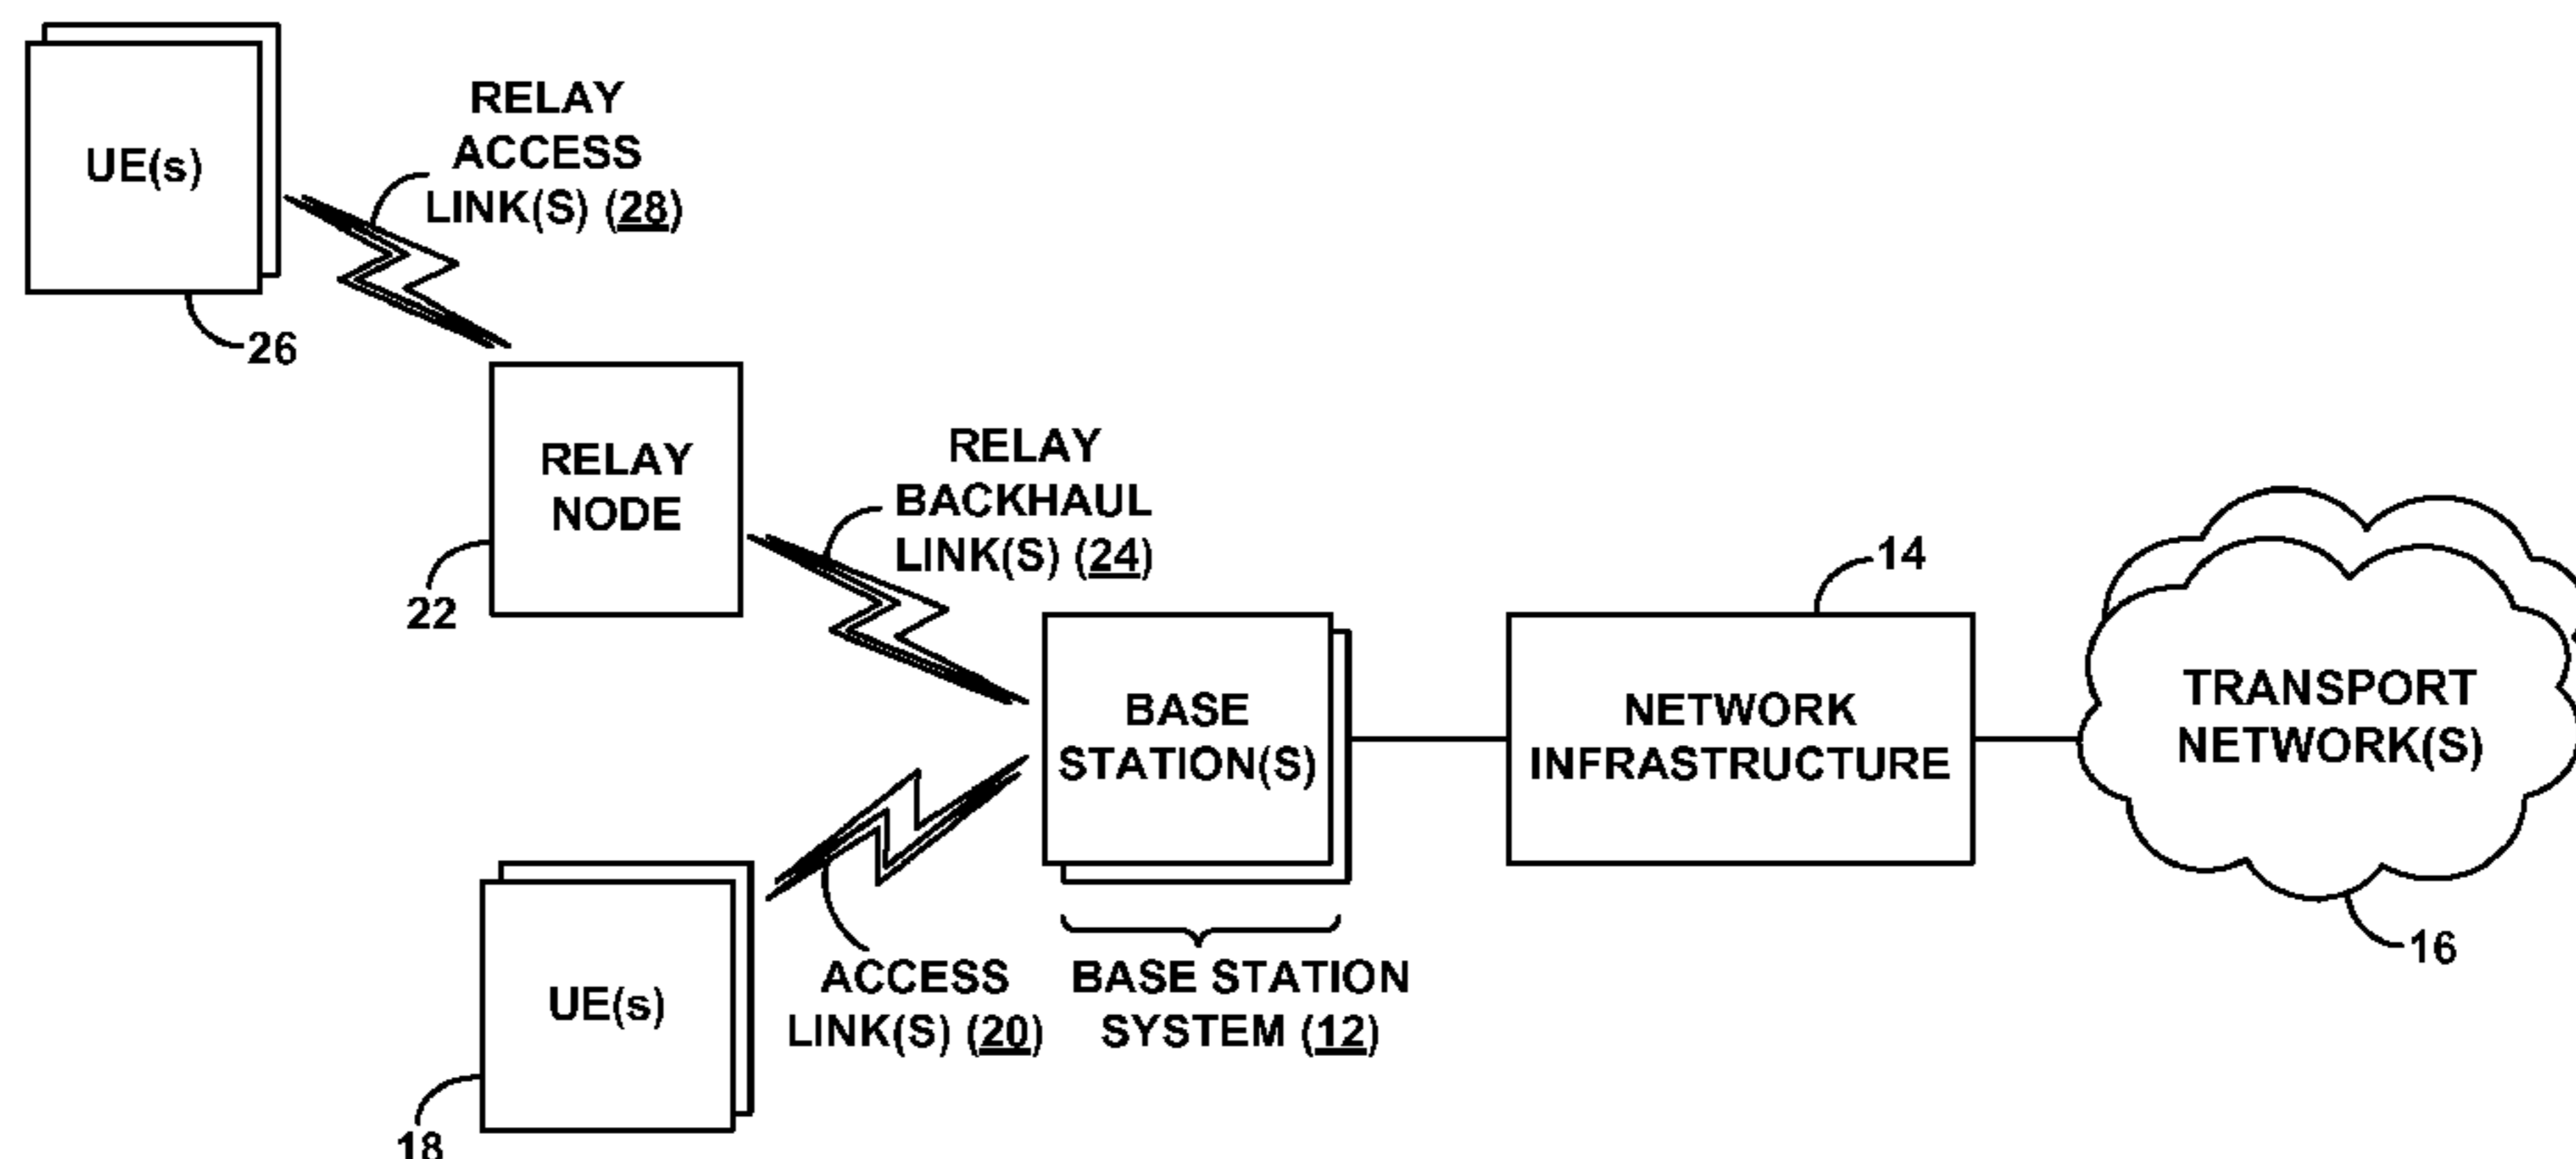 RELAY
ACCESS
LINK(S) (28)
UE(s)
26
RELAY
NODE
22
RELAY
BACKHAUL
LINK(S) (24)
14
BASE
STATION(S)
NETWORK
INFRASTRUCTURE
TRANSPORT
NETWORK(S)
16
UE(s)
18
ACCESS
LINK(S) (20)
BASE STATION
SYSTEM (12)